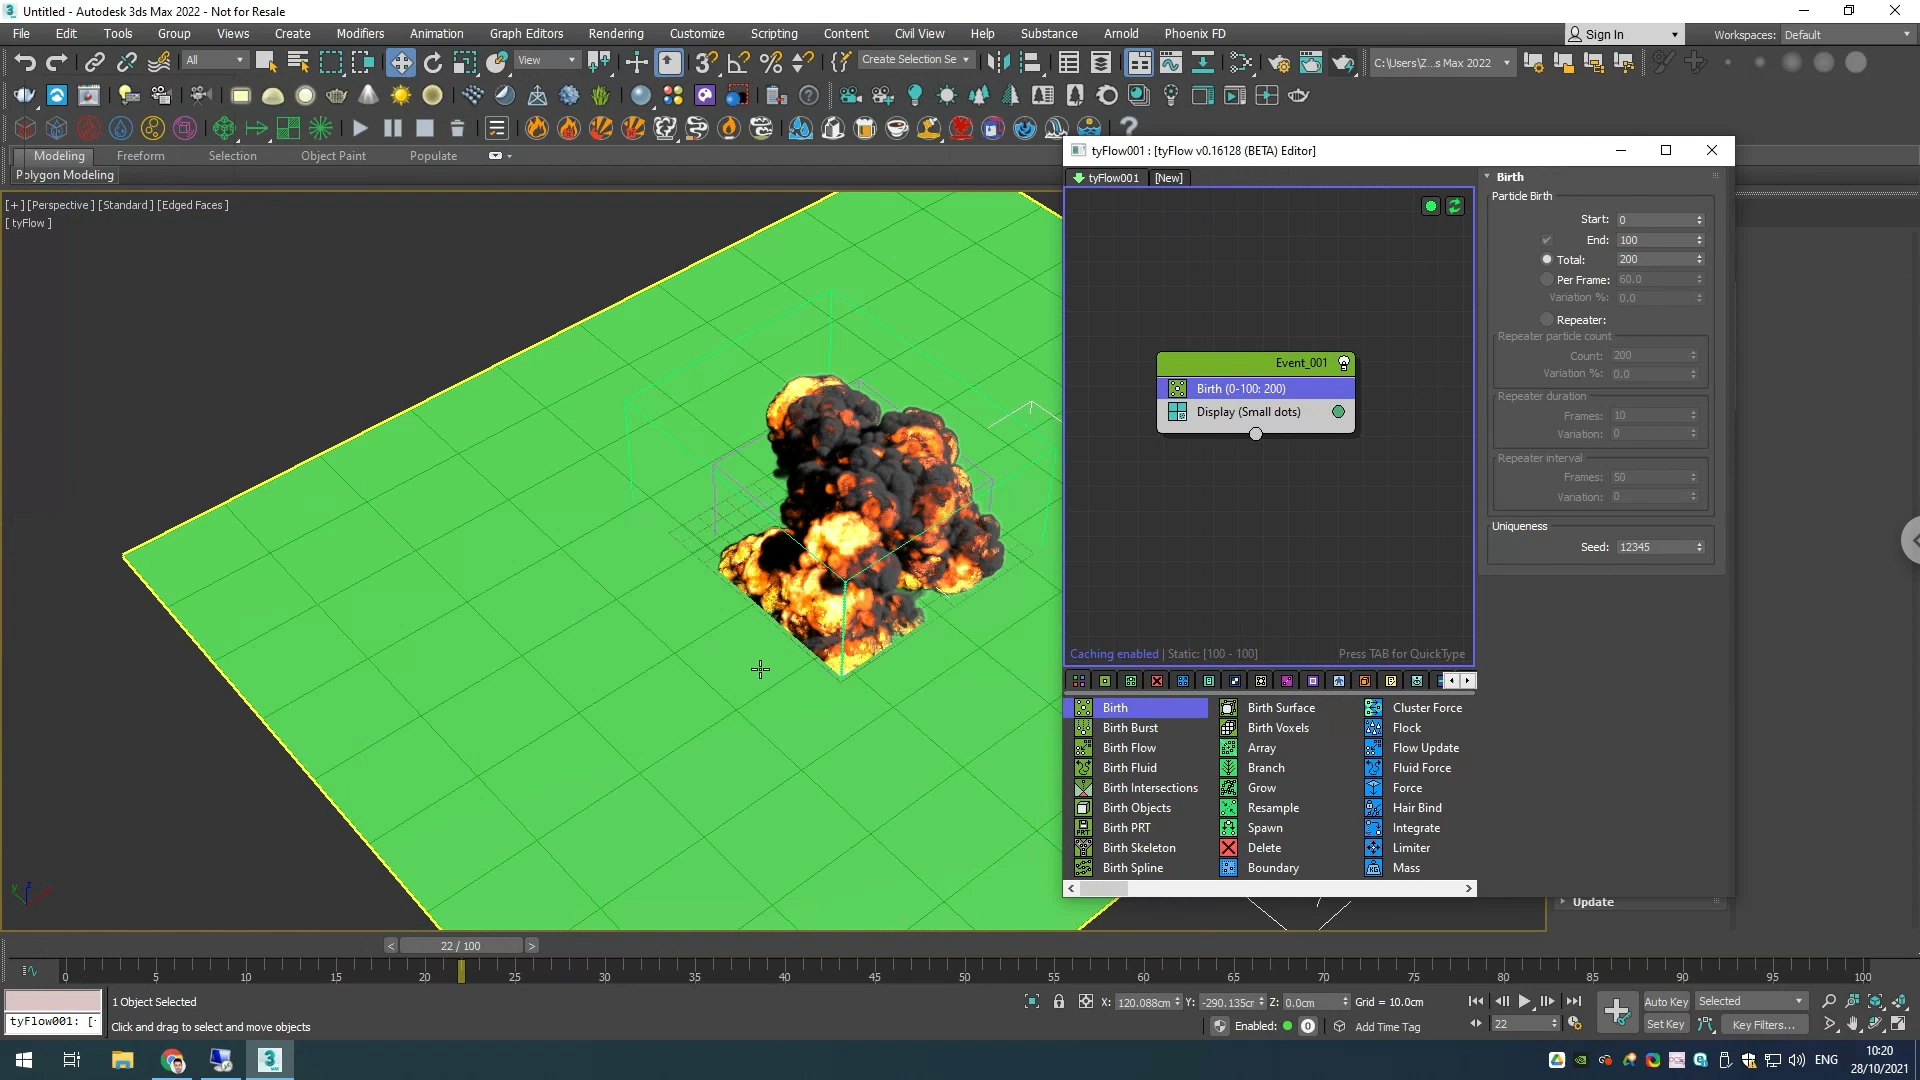 Untitled - Autodesk 3ds Max 2022 - Not for Resale
File Edit Tools Group Views Create Modifiers Animation Graph Editors Rendering Customize Scripting Content Civil View Help Substance Arnold Phoenix FD
Sign In
Workspaces: Default
All
View
Create Selection Se
C:\Users\Z...s Max 2022
Modeling Freeform Selection Object Paint Populate
Polygon Modeling
[+] [Perspective ] [Standard ] [Edged Faces ]
[ tyFlow ]
tyFlow001 : [tyFlow v0.16128 (BETA) Editor]
tyFlow001 [New]
Event_001
Birth (0-100: 200)
Display (Small dots)
Caching enabled | Static: [100 - 100]
Press TAB for QuickType
Birth
Particle Birth
Start: 0
End: 100
Total: 200
Per Frame: 60.0
Variation %: 0.0
Repeater:
Repeater particle count
Count: 200
Variation %: 0.0
Repeater duration
Frames: 10
Variation: 0
Repeater interval
Frames: 50
Variation: 0
Uniqueness
Seed: 12345
Birth Birth Surface Cluster Force
Birth Burst Birth Voxels Flock
Birth Flow Array Flow Update
Birth Fluid Branch Fluid Force
Birth Intersections Grow Force
Birth Objects Resample Hair Bind
Birth PRT Spawn Integrate
Birth Skeleton Delete Limiter
Birth Spline Boundary Mass
Update
22 / 100
0 5 10 15 20 25 30 35 40 45 50 55 60 65 70 75 80 85 90 95 100
1 Object Selected
X: 120.088cm Y: -290.135cm Z: 0.0cm Grid = 10.0cm
Auto Key Selected
tyFlow001: [
Click and drag to select and move objects
Enabled: 0
Add Time Tag
22
Set Key Key Filters...
ENG
10:20
28/10/2021